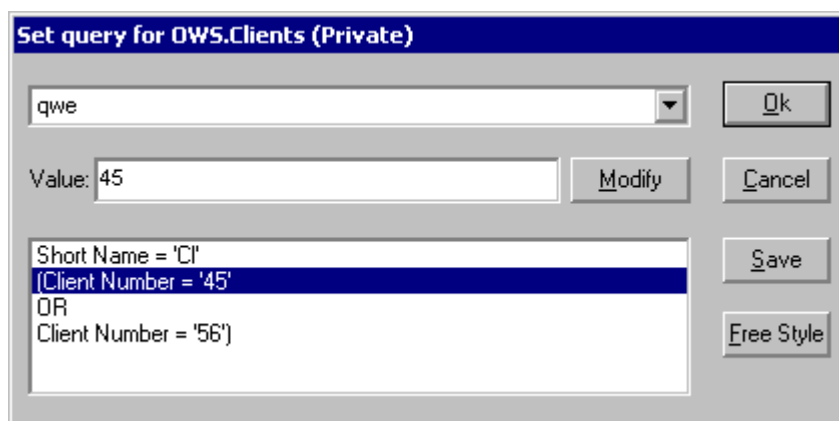 Set query for OWS.Clients (Private)
qwe
Ok
Value: 45
Modify
Cancel
Short Name = 'Cl'
(Client Number = '45'
OR
Client Number = '56')
Save
Free Style